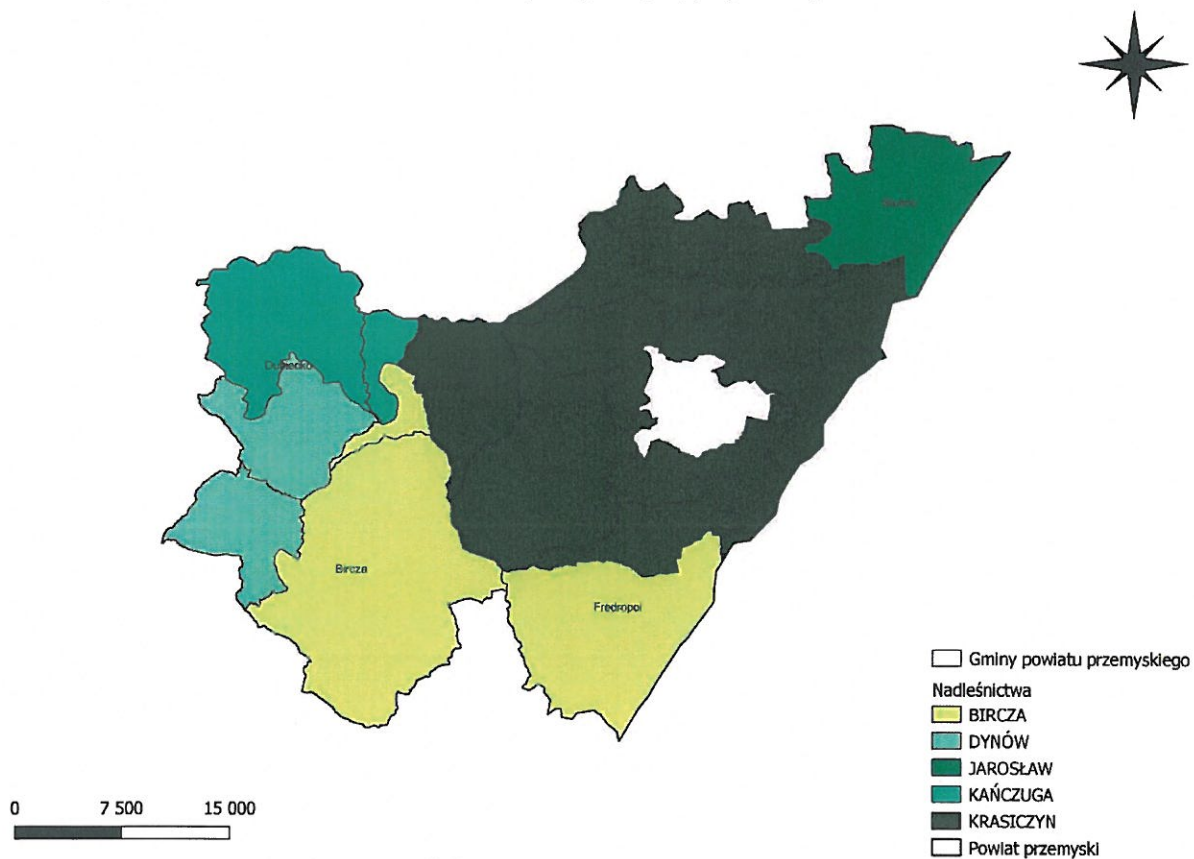 Dubiecko
Bircza
Fredropol
Gminy powiatu przemyskiego
Nadleśnictwa
BIRCZA
DYNÓW
JAROSŁAW
KAŃCZUGA
KRASICZYN
Powiat przemyski
0 7 500 15 000